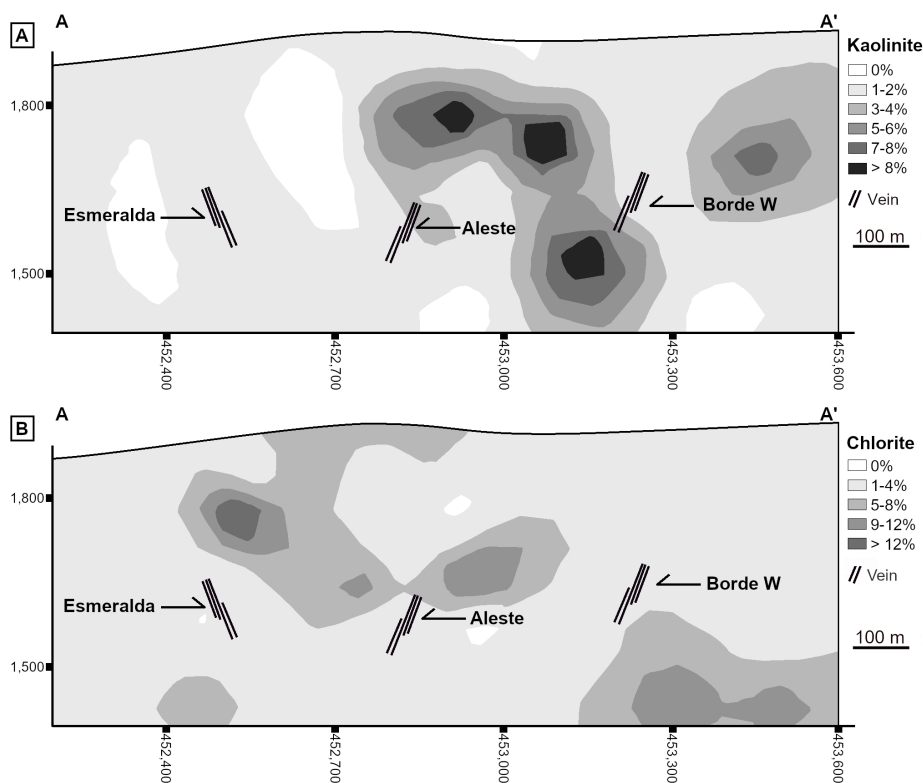 A
A
A'
Kaolinite
0%
1-2%
3-4%
5-6%
7-8%
> 8%
Vein
100 m
1,800
1,500
Esmeralda
Aleste
Borde W
452,400
452,700
453,000
453,300
453,600
B
A
A'
Chlorite
0%
1-4%
5-8%
9-12%
> 12%
Vein
100 m
1,800
1,500
Esmeralda
Aleste
Borde W
452,400
452,700
453,000
453,300
453,600